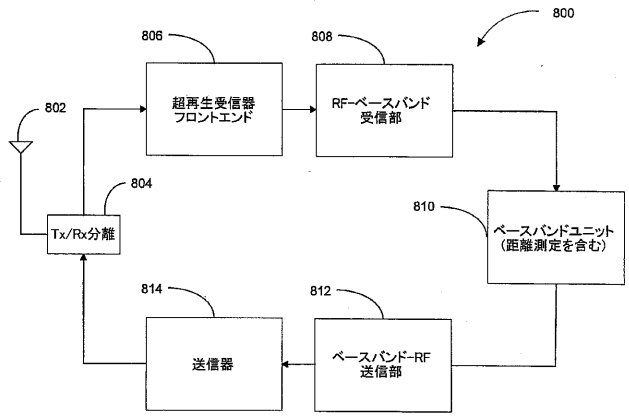 800
806
808
超再生受信器
フロントエンド
RF-ベースバンド
受信部
802
804
Tx/Rx分離
810
ベースバンドユニット
(距離測定を含む)
814
812
送信器
ベースバンド-RF
送信部